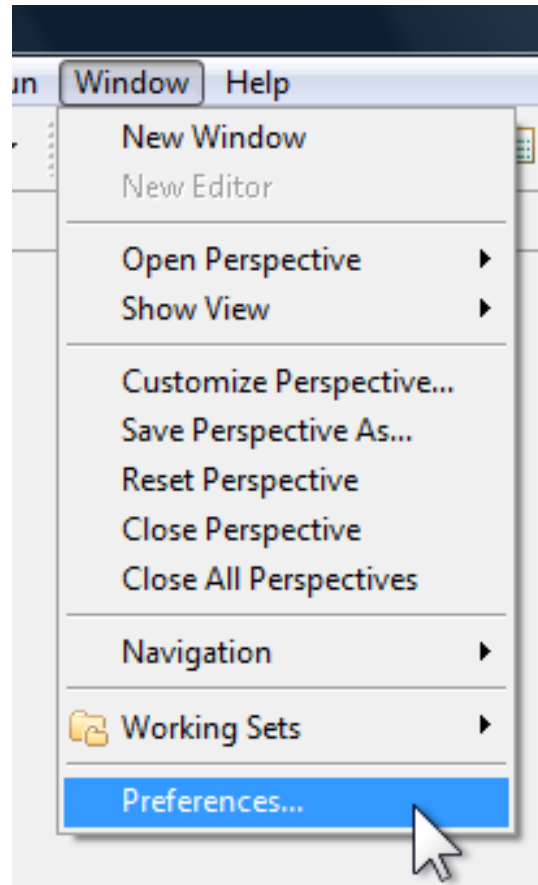 un Window Help
New Window
New Editor
Open Perspective
Show View
Customize Perspective...
Save Perspective As...
Reset Perspective
Close Perspective
Close All Perspectives
Navigation
Working Sets
Preferences...